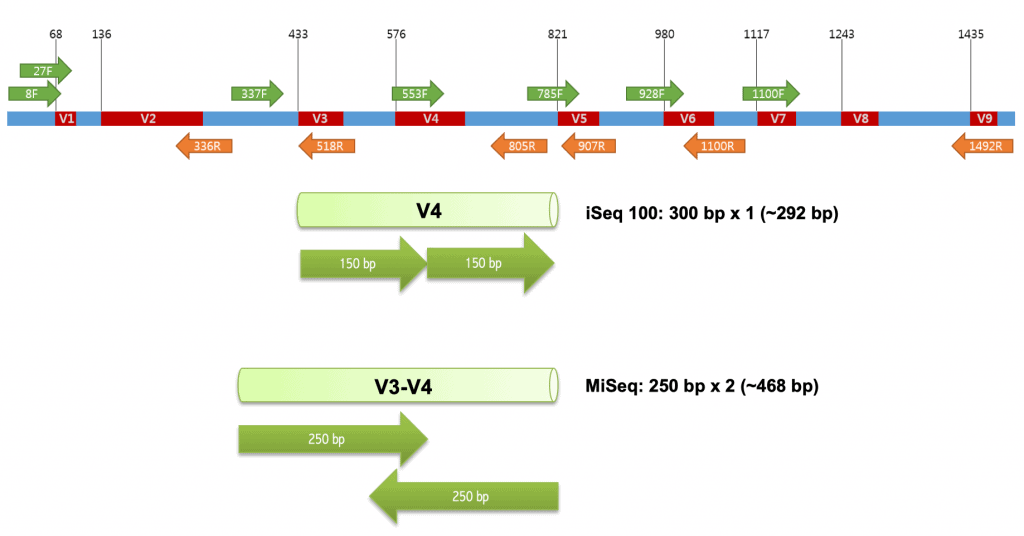 68 136 433 576 821 980 1117 1243 1435
27F
8F 337F 553F 785F 928F 1100F
V1 V2 V3 V4 V5 V6 V7 V8 V9
336R 518R 805R 907R 1100R 1492R
V4 iSeq 100: 300 bp x 1 (~292 bp)
150 bp 150 bp
V3-V4 MiSeq: 250 bp x 2 (~468 bp)
250 bp
250 bp